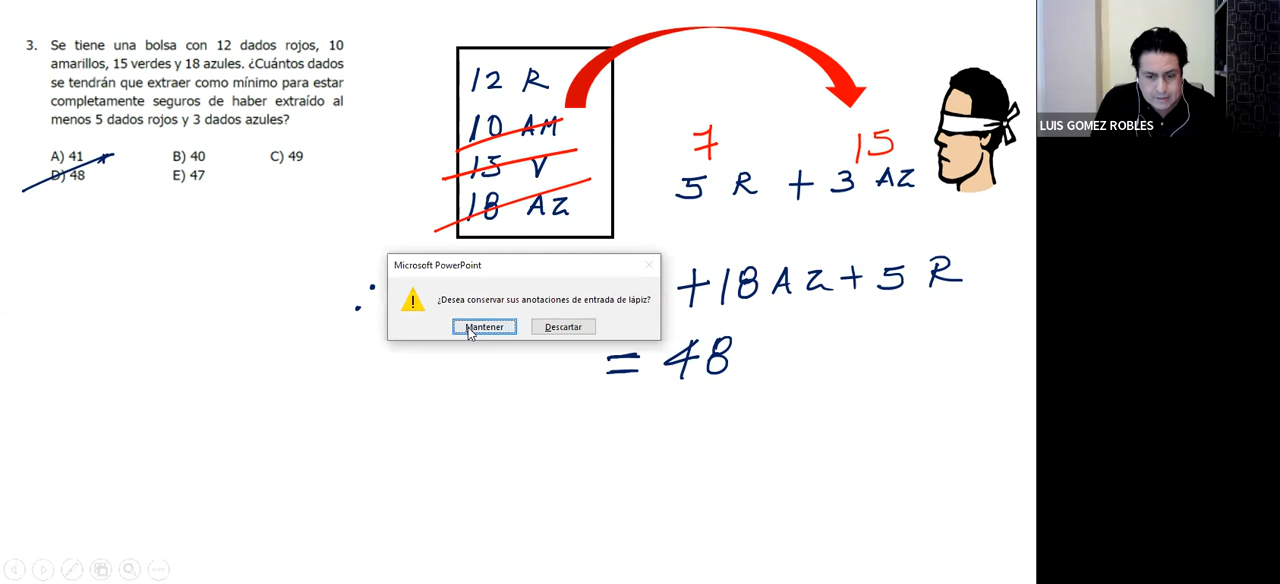 3. Se tiene una bolsa con 12 dados rojos, 10
amarillos, 15 verdes y 18 azules. ¿Cuántos dados
se tendrán que extraer como mínimo para estar
completamente seguros de haber extraído al
menos 5 dados rojos y 3 dados azules?
A) 41 B) 40 C) 49
D) 48 E) 47
12 R
10 AM
15 V
18 AZ
7 15
5 R + 3 AZ
LUIS GOMEZ ROBLES
Microsoft PowerPoint
¿Desea conservar sus anotaciones de entrada de lápiz?
Mantener Descartar
∴ +18 AZ + 5 R
= 48